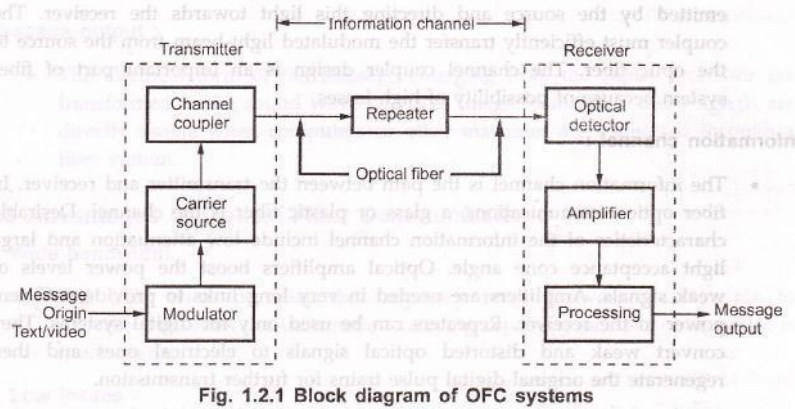 emitted by the source and directing this light towards the receiver. The
Information channel
coupler must efficiently transfer the modulated light beam from the source to
Transmitter
Receiver
the optic fiber. The channel coupler design is an important part of fiber
system because of possibility of high losses.
Channel
coupler
Repeater
Optical
detector
Information channel :
Optical fiber
• The information channel is the path between the transmitter and receiver. In
fiber optic communications, a glass or plastic fiber is the channel. Desirable
Carrier
source
Amplifier
characteristics of the information channel include low attenuation and large
light acceptance cone angle. Optical amplifiers boost the power levels of
weak signals. Amplifiers are needed in very long links to provide sufficient
Message
Origin
Text/video
Modulator
Processing
Message
output
power to the receiver. Repeaters can be used only for digital systems. They
convert weak and distorted optical signals to electrical ones and then
regenerate the original digital pulse trains for further transmission.
Low losses
Fig. 1.2.1 Block diagram of OFC systems